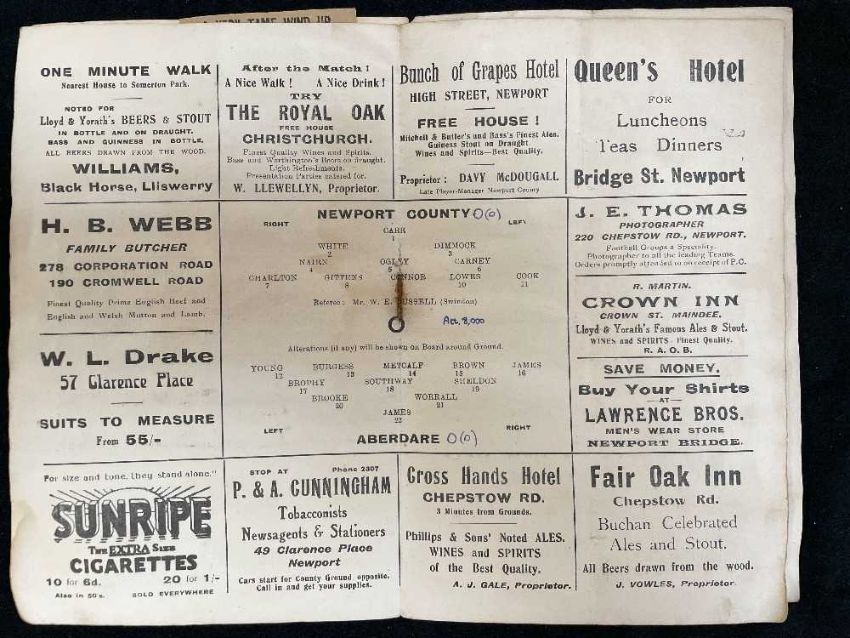 A VERY TAME WIND UP
ONE MINUTE WALK
Nearest House to Somerton Park.
NOTED FOR
Lloyd & Yorath's BEERS & STOUT
IN BOTTLE AND ON DRAUGHT.
BASS AND GUINNESS IN BOTTLE.
ALL BEERS DRAWN FROM THE WOOD.
WILLIAMS,
Black Horse, Lliswerry
After the Match!
A Nice Walk! A Nice Drink!
TRY
THE ROYAL OAK
FREE HOUSE
CHRISTCHURCH.
Finest Quality Wines and Spirits.
Bass and Worthington's Beers on draught.
Light Refreshments.
Presentation Parties catered for.
W. LLEWELLYN, Proprietor.
Bunch of Grapes Hotel
HIGH STREET, NEWPORT
FREE HOUSE!
Mitchell & Butler's and Bass's Finest Ales.
Guinness Stout on Draught.
Wines and Spirits—Best Quality.
Proprietor: DAVY McDOUGALL
Late Player-Manager Newport County
Queen's Hotel
FOR
Luncheons
Teas Dinners
Bridge St. Newport
H. B. WEBB
FAMILY BUTCHER
278 CORPORATION ROAD
190 CROMWELL ROAD
Finest Quality Prime English Beef and
English and Welsh Mutton and Lamb.
W. L. Drake
57 Clarence Place
SUITS TO MEASURE
From 55/-
NEWPORT COUNTY 0(0)
RIGHT LEFT
CARR
1
WHITE DIMMOCK
2 3
NAIRN OGLEY CARNEY
4 5 6
CHARLTON GITTENS CONNOR LOWES COOK
7 8 10 11
Referee: Mr. W. E. RUSSELL (Swindon)
Att. 8,000
Alterations (if any) will be shown on Board around Ground.
YOUNG BURGESS METCALF BROWN JAMES
12 13 14 15 16
BROPHY SOUTHWAY SHELDON
17 18 19
BROOKE WORRALL
20 21
JAMES
22
LEFT RIGHT
ABERDARE 0(0)
J. E. THOMAS
PHOTOGRAPHER
220 CHEPSTOW RD., NEWPORT.
Football Groups a Speciality.
Photographer to all the leading Teams.
Orders promptly attended to on receipt of P.C.
R. MARTIN.
CROWN INN
CROWN ST. MAINDEE.
Lloyd & Yorath's Famous Ales & Stout.
WINES and SPIRITS - Finest Quality.
R. A. O. B.
SAVE MONEY.
Buy Your Shirts
—AT—
LAWRENCE BROS.
MEN'S WEAR STORE
NEWPORT BRIDGE.
For size and tone, they stand alone."
SUNRIPE
THE EXTRA SIZE
CIGARETTES
10 for 6d. 20 for 1/-
Also in 50's. SOLD EVERYWHERE
STOP AT Phone 2307
P. & A. CUNNINGHAM
Tobacconists
Newsagents & Stationers
49 Clarence Place
Newport
Cars start for County Ground opposite.
Call in and get your supplies.
Cross Hands Hotel
CHEPSTOW RD.
3 Minutes from Grounds.
Phillips & Sons' Noted ALES.
WINES and SPIRITS
of the Best Quality.
A. J. GALE, Proprietor.
Fair Oak Inn
Chepstow Rd.
Buchan Celebrated
Ales and Stout.
All Beers drawn from the wood.
J. VOWLES, Proprietor.